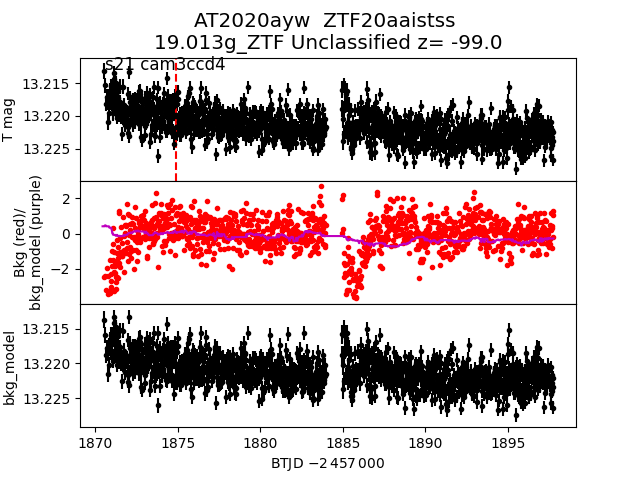 AT2020ayw  ZTF20aaistss
19.013g_ZTF Unclassified z= -99.0
s21 cam3ccd4
13.215
13.220
13.225
T mag
2
0
−2
Bkg (red)/
bkg_model (purple)
13.215
13.220
13.225
bkg_model
1870 1875 1880 1885 1890 1895
BTJD −2 457 000